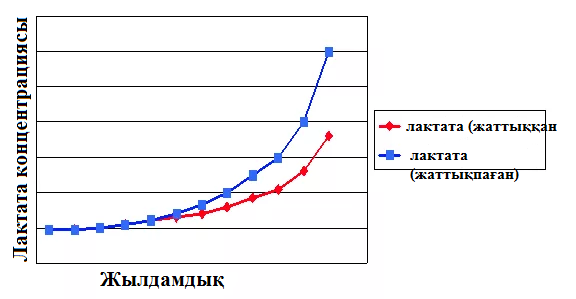 Лактата концентрациясы
лактата (жаттыққан
лактата
(жаттықпаған)
Жылдамдық